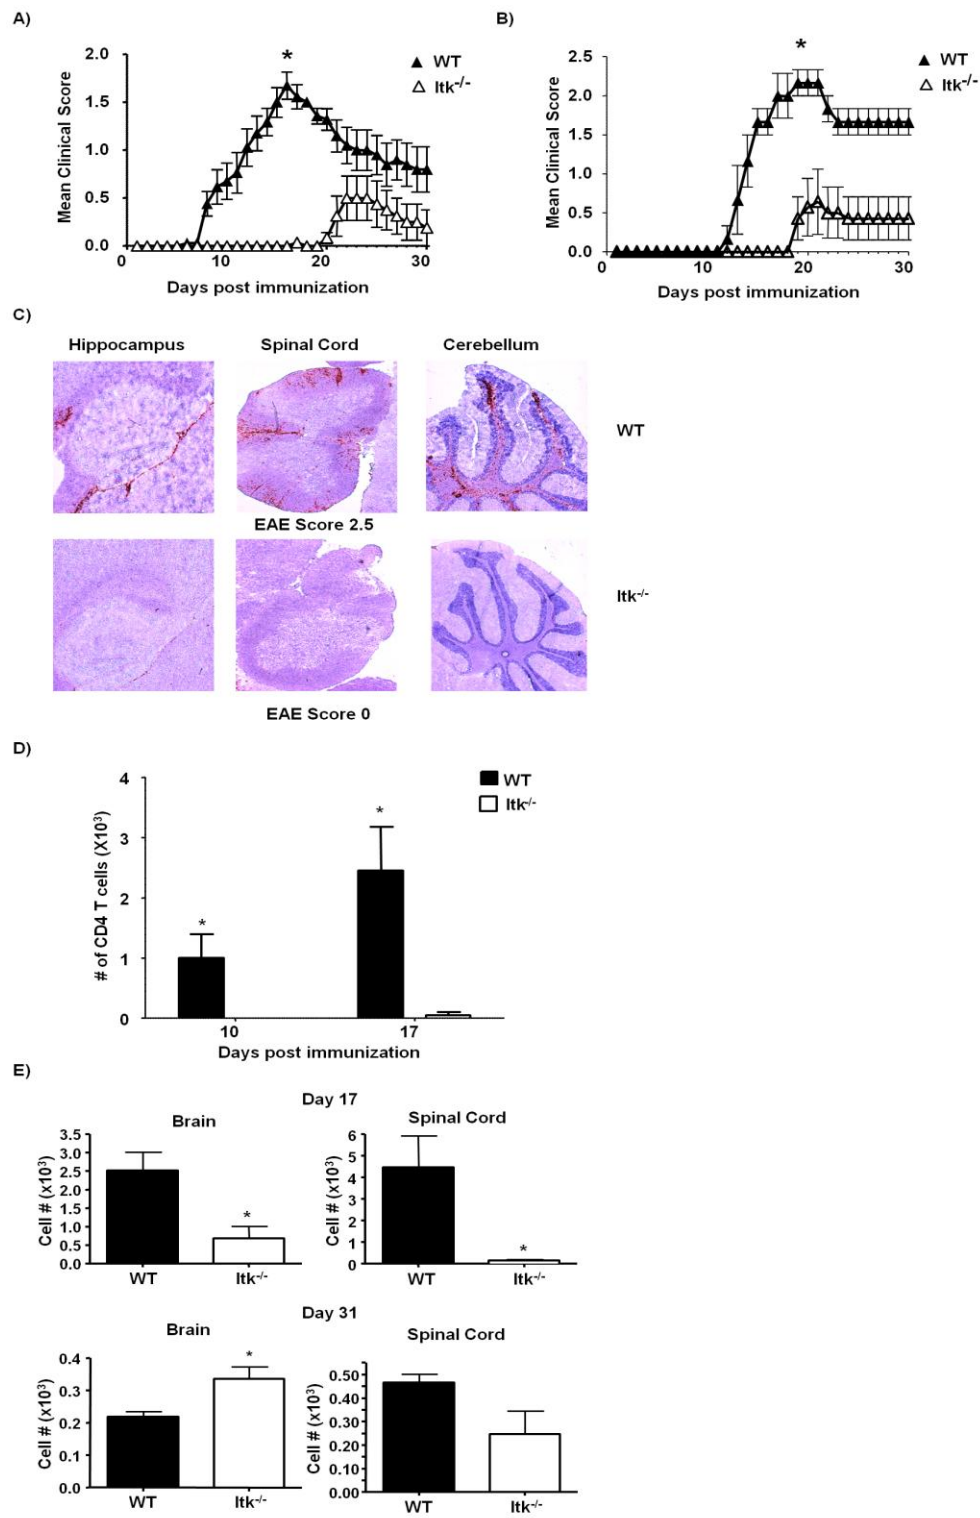 A)
B)
2.0
1.5
1.0
0.5
0.0
Mean Clinical Score
*
WT
Itk-/-
0 10 20 30
Days post immunization
2.5
2.0
1.5
1.0
0.5
0.0
Mean Clinical Score
*
WT
Itk-/-
0 10 20 30
Days post immunization
C)
Hippocampus Spinal Cord Cerebellum
WT
EAE Score 2.5
Itk-/-
EAE Score 0
D)
4
3
2
1
0
# of CD4 T cells (X10³)
*
*
WT
Itk-/-
10 17
Days post immunization
E)
Day 17
Brain
3.5
3.0
2.5
2.0
1.5
1.0
0.5
0.0
Cell # (x10³)
*
WT Itk-/-
Spinal Cord
6
5
4
3
2
1
0
Cell # (x10³)
*
WT Itk-/-
Day 31
Brain
0.4
0.3
0.2
0.1
0.0
Cell # (x10³)
*
WT Itk-/-
Spinal Cord
0.50
0.40
0.30
0.20
0.10
0.00
Cell # (x10³)
WT Itk-/-